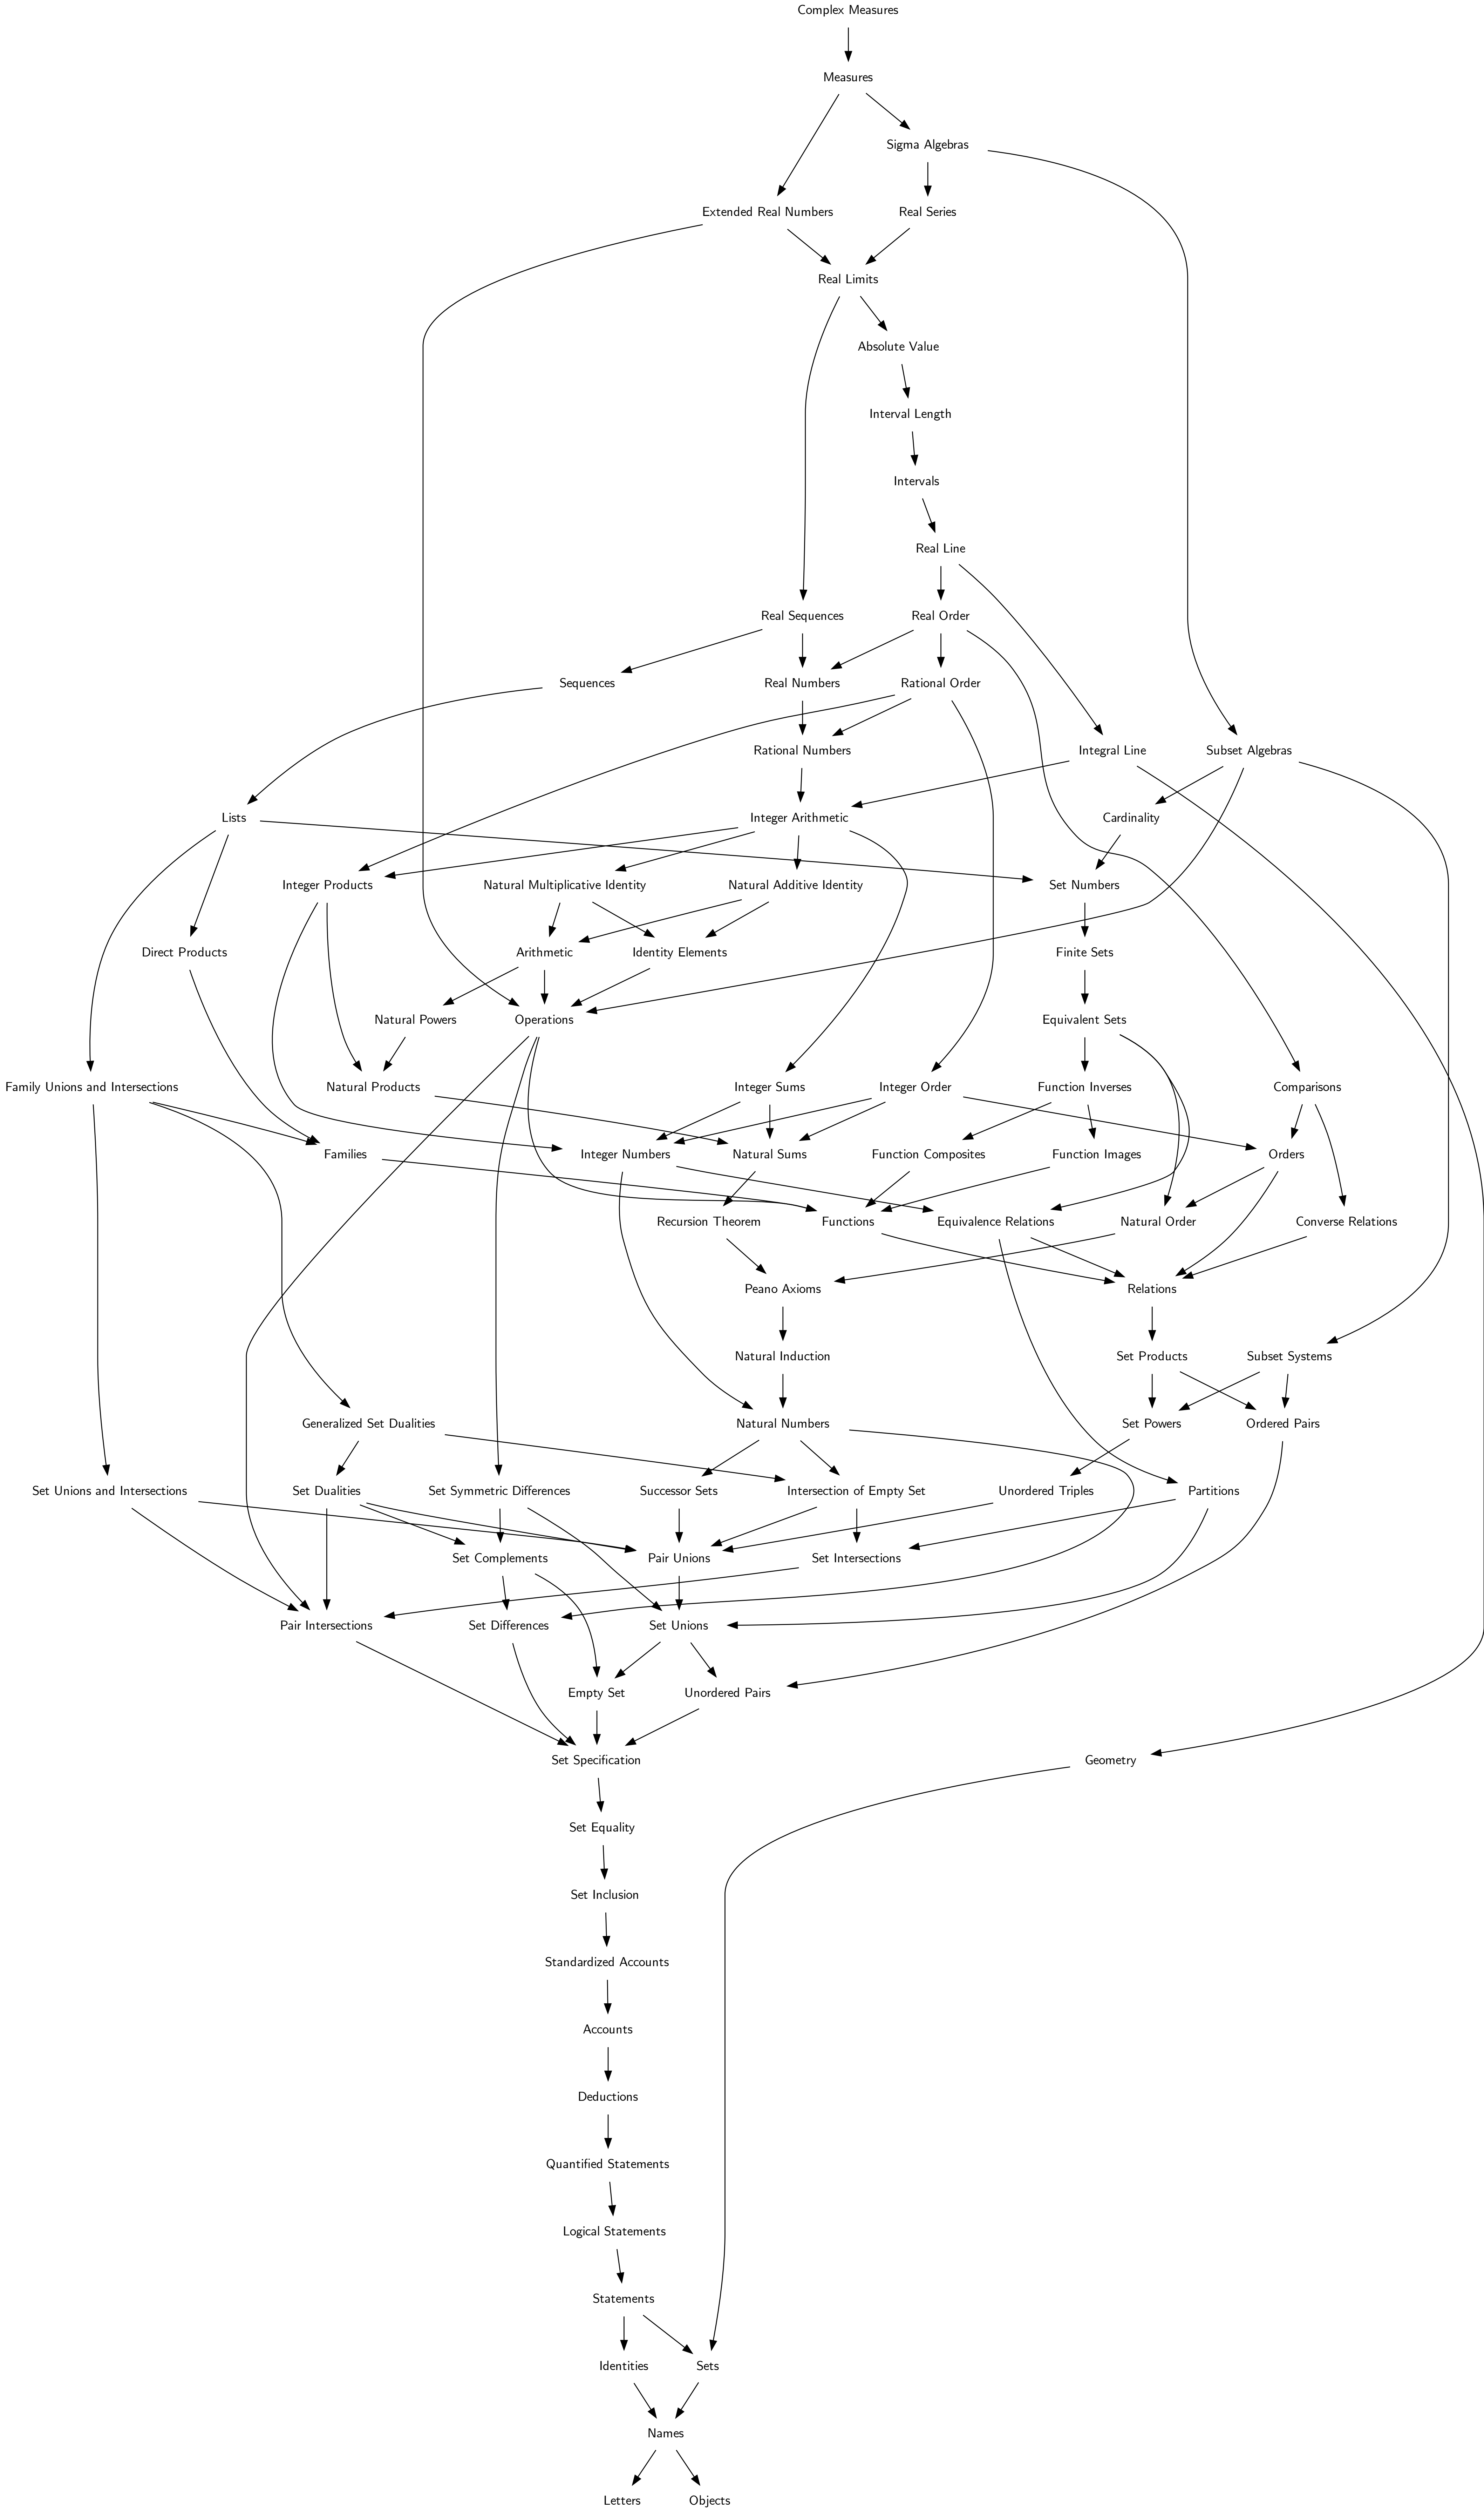 Complex Measures
Measures
Sigma Algebras
Extended Real Numbers
Real Series
Real Limits
Absolute Value
Interval Length
Intervals
Real Line
Real Sequences
Real Order
Sequences
Real Numbers
Rational Order
Rational Numbers
Integral Line
Subset Algebras
Lists
Integer Arithmetic
Cardinality
Integer Products
Natural Multiplicative Identity
Natural Additive Identity
Set Numbers
Direct Products
Arithmetic
Identity Elements
Finite Sets
Natural Powers
Operations
Equivalent Sets
Family Unions and Intersections
Natural Products
Integer Sums
Integer Order
Function Inverses
Comparisons
Families
Integer Numbers
Natural Sums
Function Composites
Function Images
Orders
Recursion Theorem
Functions
Equivalence Relations
Natural Order
Converse Relations
Peano Axioms
Relations
Natural Induction
Set Products
Subset Systems
Generalized Set Dualities
Natural Numbers
Set Powers
Ordered Pairs
Set Unions and Intersections
Set Dualities
Set Symmetric Differences
Successor Sets
Intersection of Empty Set
Unordered Triples
Partitions
Set Complements
Pair Unions
Set Intersections
Pair Intersections
Set Differences
Set Unions
Empty Set
Unordered Pairs
Set Specification
Geometry
Set Equality
Set Inclusion
Standardized Accounts
Accounts
Deductions
Quantified Statements
Logical Statements
Statements
Identities
Sets
Names
Letters
Objects